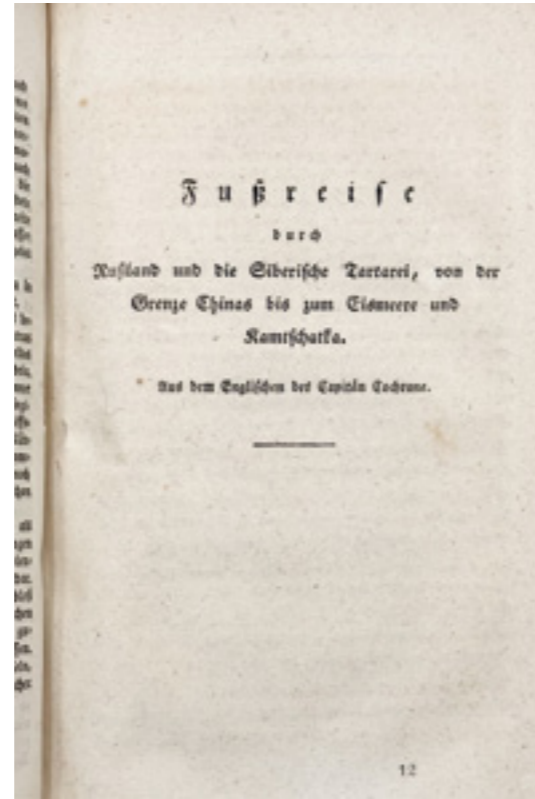 Fußreise
durch
Rußland und die Siberische Tartarei, von der
Grenze Chinas bis zum Eismeere und
Kamtschatka.
Aus dem Englischen des Capitän Cochrane.
12